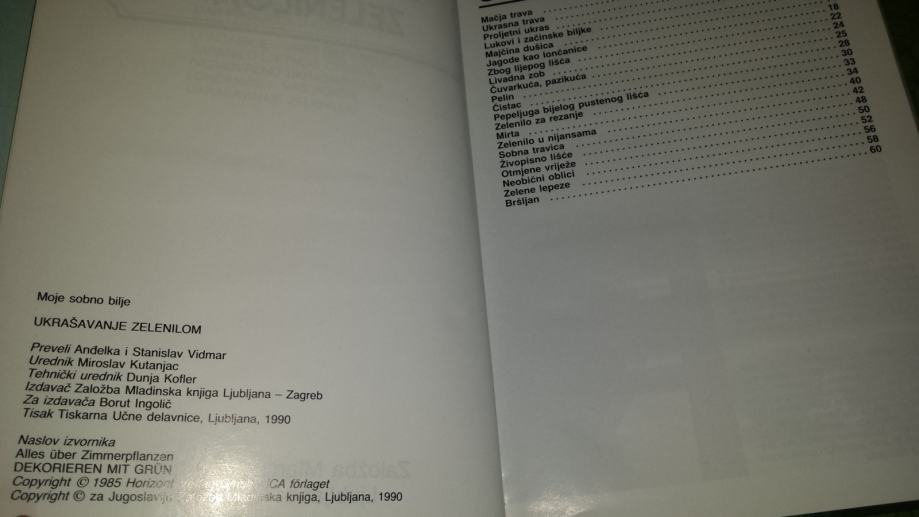 Moje sobno bilje
UKRAŠAVANJE ZELENILOM
Preveli Anđelka i Stanislav Vidmar
Urednik Miroslav Kutanjac
Tehnički urednik Dunja Kofler
Izdavač Založba Mladinska knjiga Ljubljana – Zagreb
Za izdavača Borut Ingolič
Tisak Tiskarna Učne delavnice, Ljubljana, 1990
Naslov izvornika
Alles über Zimmerpflanzen
DEKORIEREN MIT GRÜN
Copyright © 1985 Horizont ICA förlaget
Copyright © za Jugoslaviju Založba Mladinska knjiga, Ljubljana, 1990
Mačja trava
Ukrasna trava
Proljetni ukras
Lukovi i začinske biljke
Majčina dušica
Jagode kao lončanice 18
Zbog lijepog lišća 22
Livadna zob 24
Čuvarkuća, pazikuća 25
Pelin 28
Čistac 30
Pepeljuga bijelog pustenog lišća 33
Zelenilo za rezanje 34
Mirta 40
Zelenilo u nijansama 42
Sobna travica 48
Živopisno lišće 50
Otmjene vriježe 52
Neobični oblici 56
Zelene lepeze 58
Bršljan 60